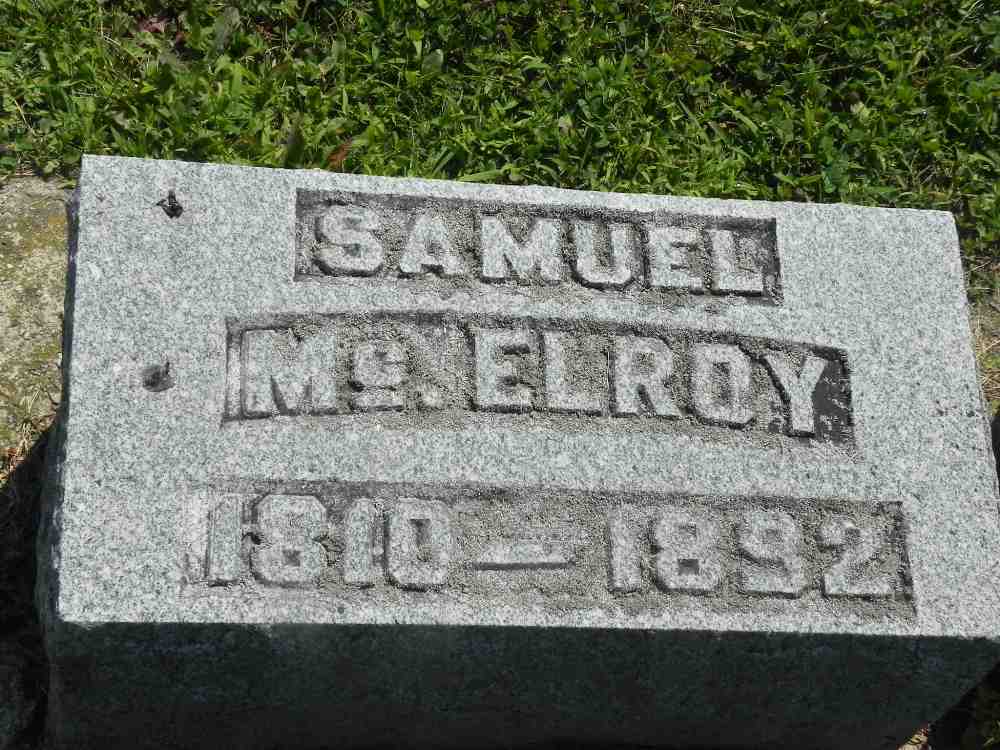 SAMUEL
Mc. ELROY
1810 — 1892